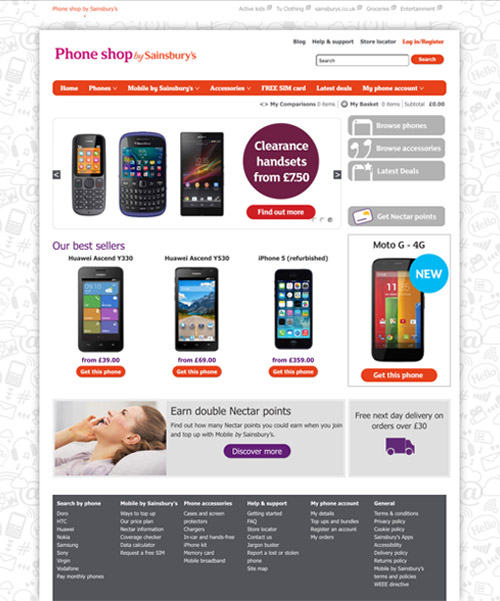 Phone shop by Sainsbury's
Active kids Tu Clothing sainsburys.co.uk Groceries Entertainment
Blog Help & support Store locator Log in/Register
Phone shop by Sainsbury's
Search Search
Home Phones Mobile by Sainsbury's Accessories FREE SIM card Latest deals My phone account
<> My Comparisons 0 items My Basket 0 items Subtotal £0.00
Clearance
handsets
from £7.50
Find out more
Browse phones
Browse accessories
Latest Deals
Get Nectar points
Our best sellers
Huawei Ascend Y330 Huawei Ascend Y530 iPhone 5 (refurbished)
from £39.00 from £69.00 from £359.00
Get this phone Get this phone Get this phone
Moto G - 4G
NEW
Get this phone
Earn double Nectar points
Find out how many Nectar points you could earn when you join
and top up with Mobile by Sainsbury's.
Discover more
Free next day delivery on
orders over £30
Search by phone
Doro
HTC
Huawei
Nokia
Samsung
Sony
Virgin
Vodafone
Pay monthly phones
Mobile by Sainsbury's
Ways to top up
Our price plan
Nectar information
Coverage checker
Data calculator
Request a free SIM
Phone accessories
Cases and screen
protectors
Chargers
In-car and hands-free
iPhone kit
Memory card
Mobile broadband
Help & support
Getting started
FAQ
Store locator
Contact us
Jargon buster
Report a lost or stolen
phone
Site map
My phone account
My details
Top ups and bundles
Register an account
My orders
General
Terms & conditions
Privacy policy
Cookie policy
Sainsbury's Apps
Accessibility
Delivery policy
Returns policy
Mobile by Sainsbury's
terms and policies
WEEE directive